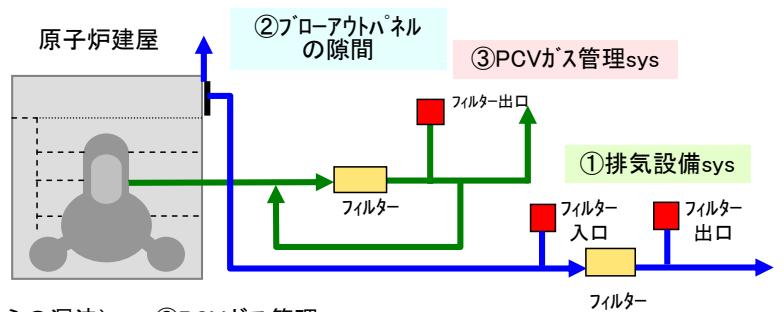 原子炉建屋
②ﾌﾞﾛｰｱｳﾄﾊﾟﾈﾙ
の隙間
③PCVｶﾞｽ管理sys
ﾌｨﾙﾀｰ出口
①排気設備sys
ﾌｨﾙﾀｰ
ﾌｨﾙﾀｰ
入口
ﾌｨﾙﾀｰ
出口
ﾌｨﾙﾀｰ